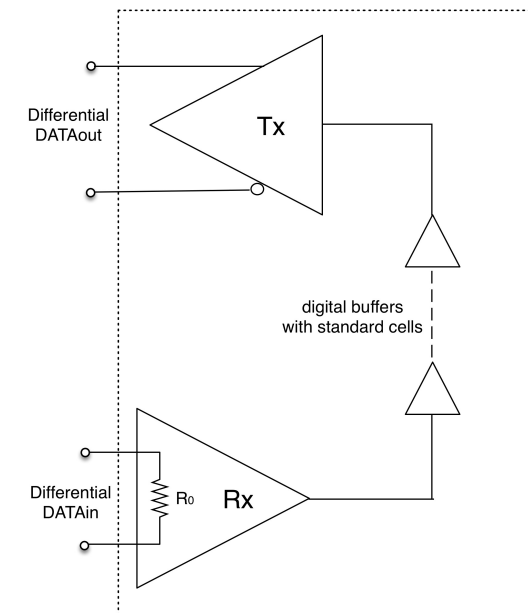 Differential
DATAout
Tx
digital buffers
with standard cells
Differential
DATAin
R0
Rx